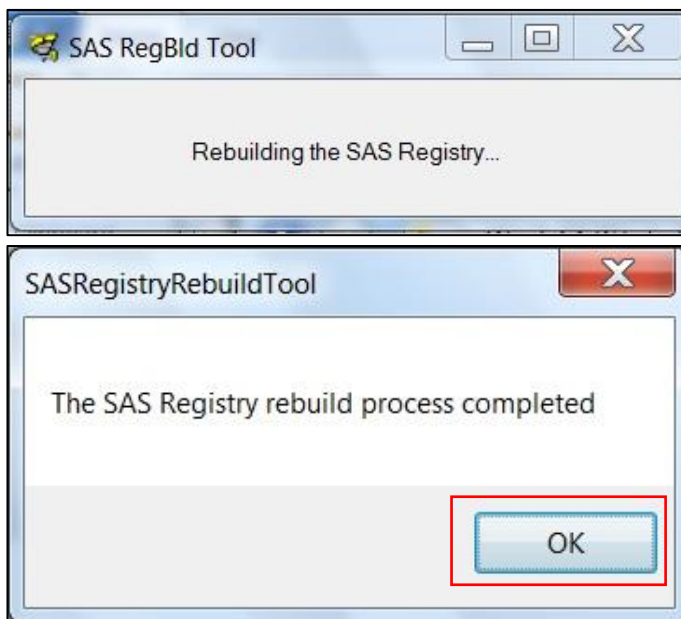 SAS RegBld Tool
Rebuilding the SAS Registry...
SASRegistryRebuildTool
The SAS Registry rebuild process completed
OK